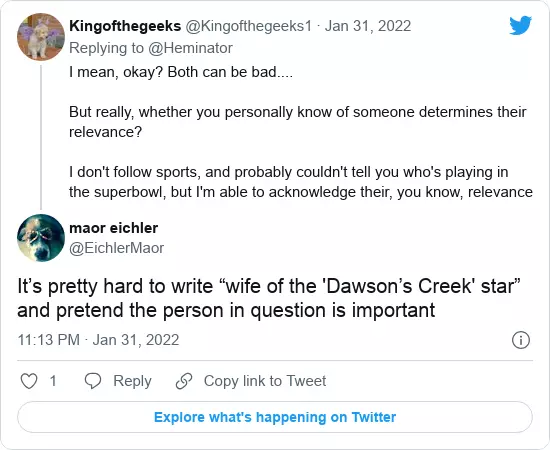 Kingofthegeeks @Kingofthegeeks1 · Jan 31, 2022
Replying to @Heminator
I mean, okay? Both can be bad....
But really, whether you personally know of someone determines their
relevance?
I don't follow sports, and probably couldn't tell you who's playing in
the superbowl, but I'm able to acknowledge their, you know, relevance
maor eichler
@EichlerMaor
It’s pretty hard to write “wife of the 'Dawson’s Creek' star”
and pretend the person in question is important
11:13 PM · Jan 31, 2022
1 Reply Copy link to Tweet
Explore what's happening on Twitter